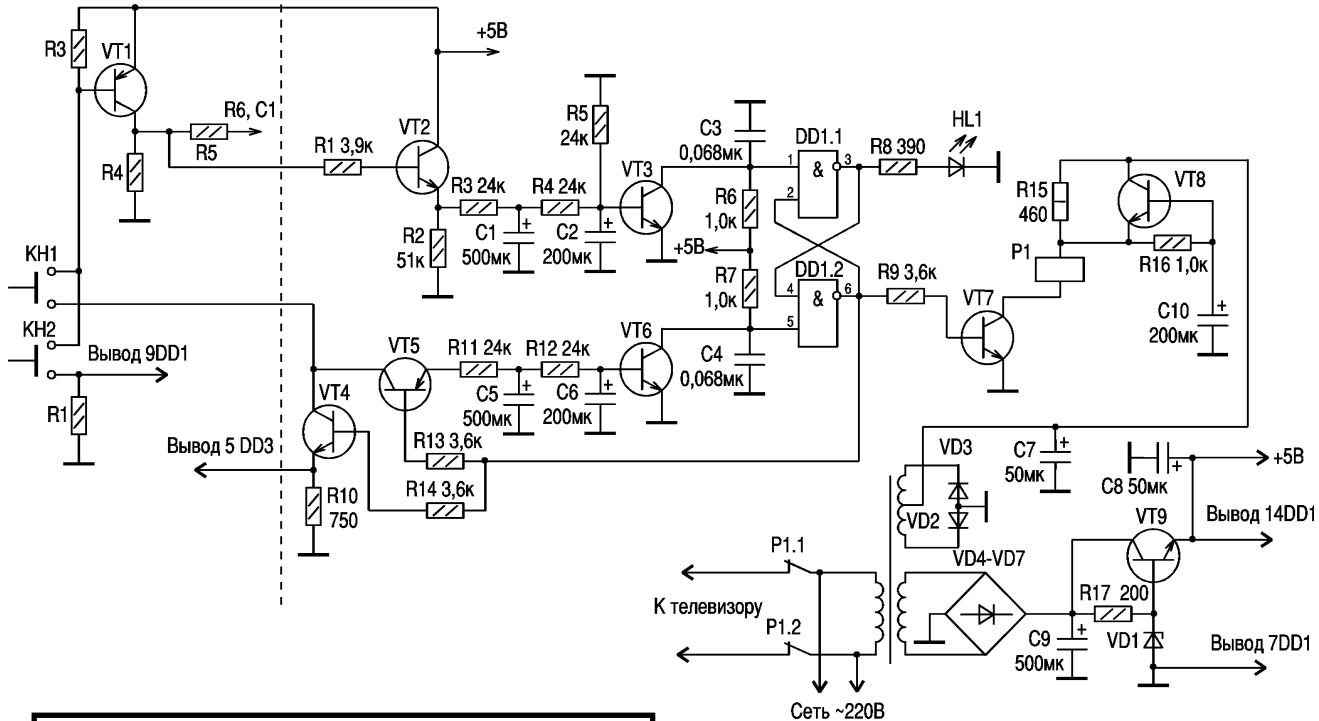 +5В
R3
VT1
R6, C1
R5
R4
R1 3,9к
VT2
R5
24к
VT3
C3
0,068мк
DD1.1
1
&
3
2
R8 390
HL1
R3 24к
R4 24к
R2
51к
C1
500мк
C2
200мк
R6
1,0к
+5В
R7
1,0к
DD1.2
4
&
6
5
R9 3,6к
VT7
R15
460
VT8
P1
R16 1,0к
C10
200мк
КН1
КН2
Вывод 9DD1
R1
VT5
R11 24к
R12 24к
VT6
C4
0,068мк
VT4
C5
500мк
C6
200мк
Вывод 5 DD3
R13 3,6к
R14 3,6к
R10
750
VD3
C7
50мк
C8 50мк
+5В
VD2
VT9
Вывод 14DD1
P1.1
VD4-VD7
К телевизору
R17 200
P1.2
C9
500мк
VD1
Вывод 7DD1
Сеть ~220В